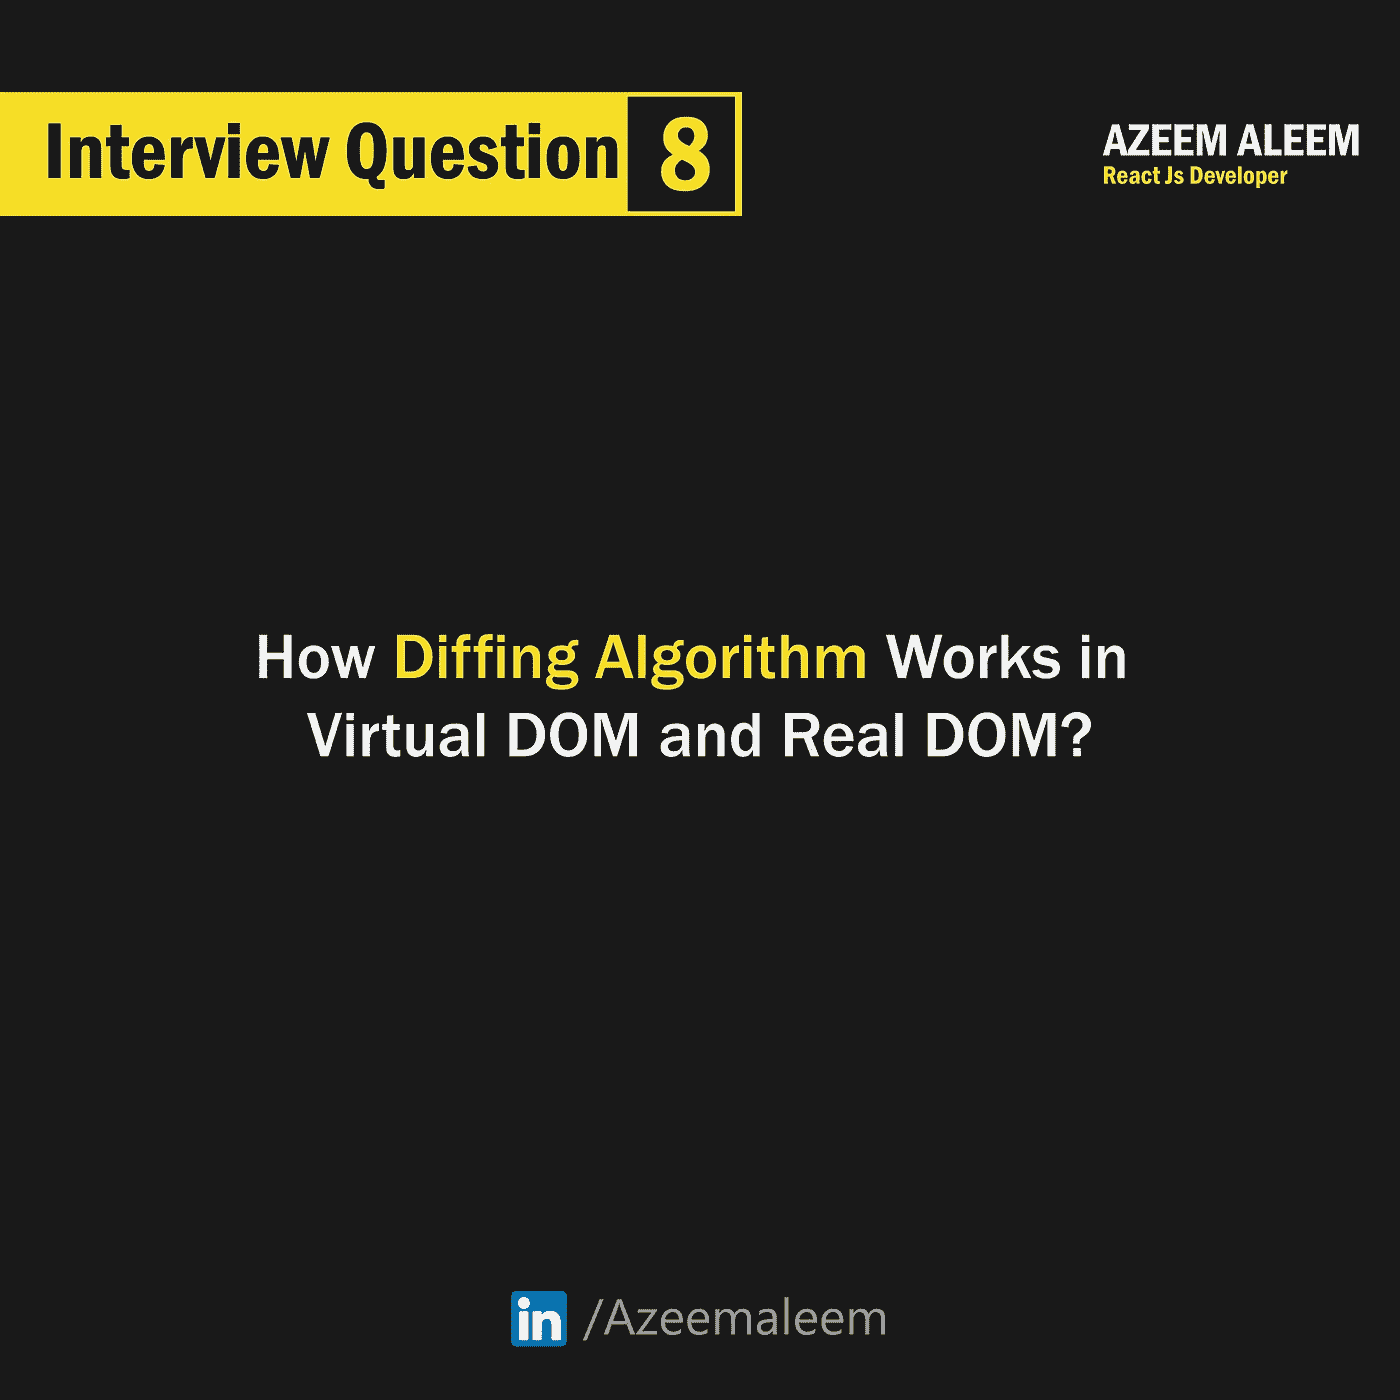 Interview Question 8
AZEEM ALEEM
React Js Developer
How Diffing Algorithm Works in
Virtual DOM and Real DOM?
in /Azeemaleem